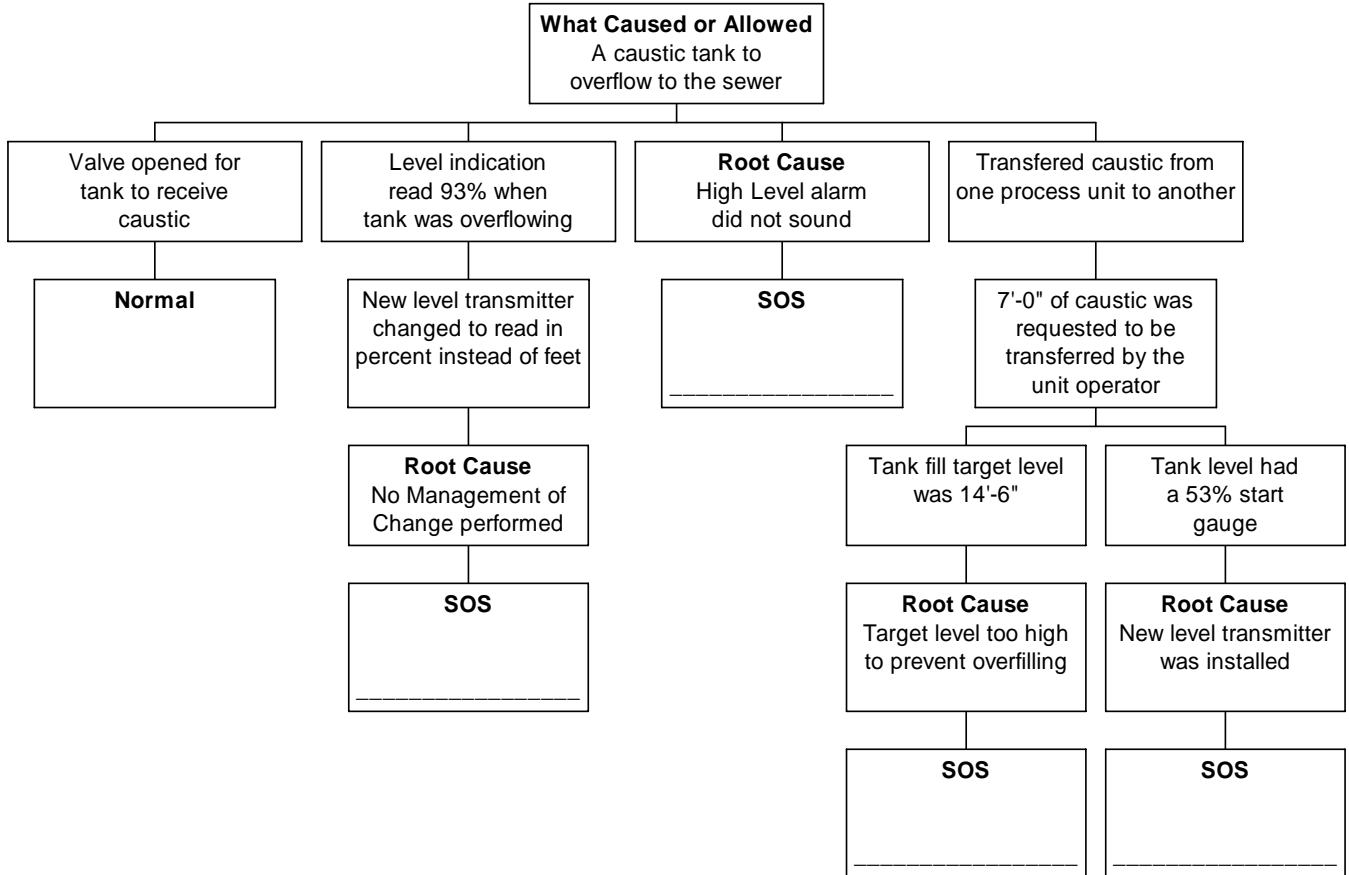 What Caused or Allowed
A caustic tank to
overflow to the sewer
Valve opened for
tank to receive
caustic
Level indication
read 93% when
tank was overflowing
Root Cause
High Level alarm
did not sound
Transfered caustic from
one process unit to another
Normal
New level transmitter
changed to read in
percent instead of feet
SOS
_________________
7'-0" of caustic was
requested to be
transferred by the
unit operator
Root Cause
No Management of
Change performed
Tank fill target level
was 14'-6"
Tank level had
a 53% start
gauge
SOS
_________________
Root Cause
Target level too high
to prevent overfilling
Root Cause
New level transmitter
was installed
SOS
_________________
SOS
_________________